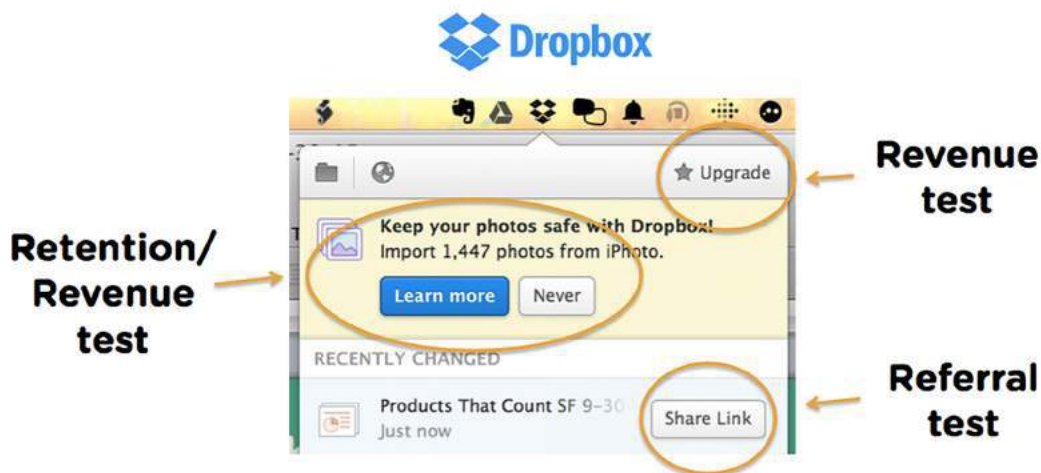 Dropbox
Upgrade
Revenue
test
Keep your photos safe with Dropbox!
Import 1,447 photos from iPhoto.
Learn more
Never
Retention/
Revenue
test
RECENTLY CHANGED
Products That Count SF 9-30
Just now
Share Link
Referral
test